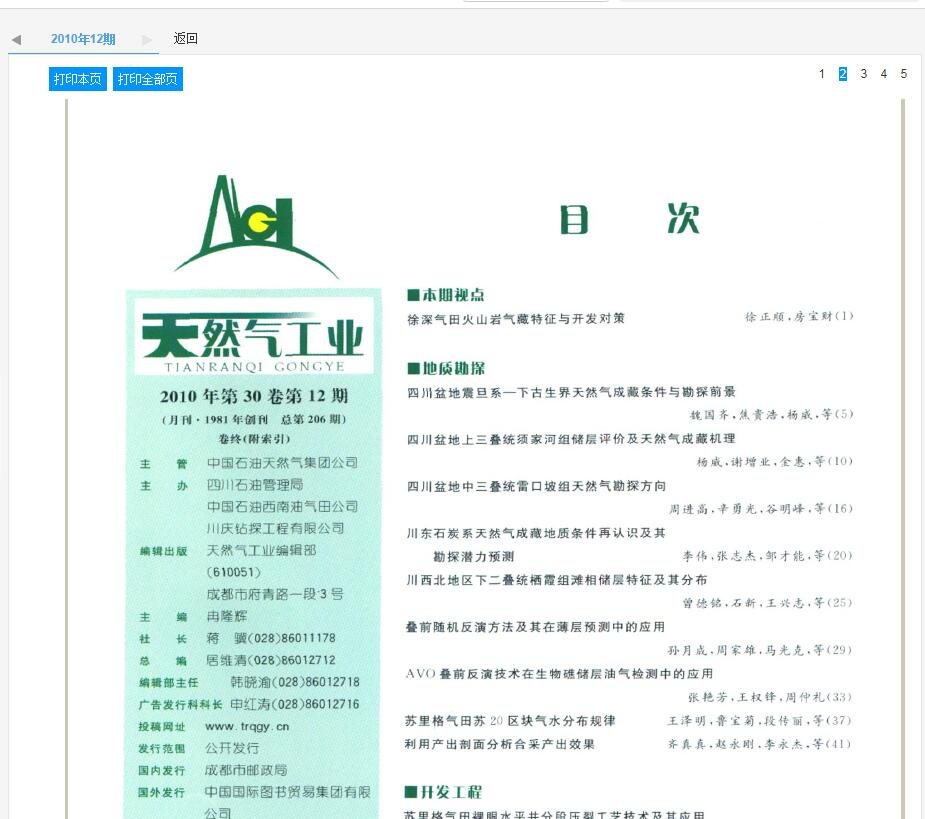 2010年12期
返回
打印本页 打印全部页
1 2 3 4 5
目 次
天然气工业
TIANRANQI GONGYE
2010 年第 30 卷第 12 期
(月刊·1981 年创刊 总第 206 期)
卷终(附索引)
主 管 中国石油天然气集团公司
主 办 四川石油管理局
中国石油西南油气田公司
川庆钻探工程有限公司
编辑出版 天然气工业编辑部
(610051)
成都市府青路一段3号
主 编 冉隆辉
社 长 蒋 骥(028)86011178
总 编 居维清(028)86012712
编辑部主任 韩晓渝(028)86012718
广告发行科科长 申红涛(028)86012716
投稿网址 www.trqgy.cn
发行范围 公开发行
国内发行 成都市邮政局
国外发行 中国国际图书贸易集团有限
公司
■本期视点
徐深气田火山岩气藏特征与开发对策 徐正顺,房宝财(1)
■地质勘探
四川盆地震旦系—下古生界天然气成藏条件与勘探前景
魏国齐,焦贵浩,杨威,等(5)
四川盆地上三叠统须家河组储层评价及天然气成藏机理
杨威,谢增业,金惠,等(10)
四川盆地中三叠统雷口坡组天然气勘探方向
周进高,辛勇光,谷明峰,等(16)
川东石炭系天然气成藏地质条件再认识及其
勘探潜力预测 李伟,张志杰,邹才能,等(20)
川西北地区下二叠统栖霞组滩相储层特征及其分布
曾德铭,石新,王兴志,等(25)
叠前随机反演方法及其在薄层预测中的应用
孙月成,周家雄,马光克,等(29)
AVO 叠前反演技术在生物礁储层油气检测中的应用
张艳芳,王权锋,周仲礼(33)
苏里格气田苏 20 区块气水分布规律 王泽明,鲁宝菊,段传丽,等(37)
利用产出剖面分析合采产出效果 齐真真,赵永刚,李永杰,等(41)
■开发工程
苏里格气田裸眼水平井分段压裂工艺技术及其应用